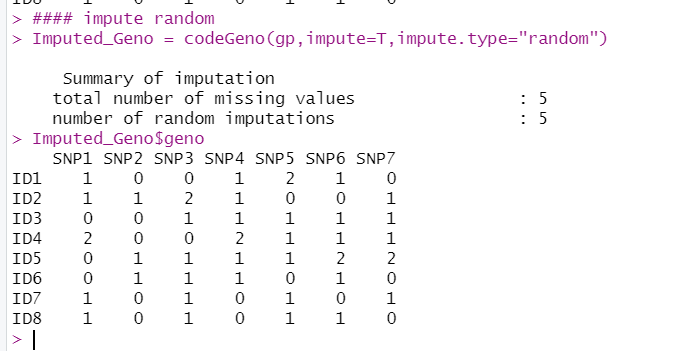 > #### impute random
> Imputed_Geno = codeGeno(gp,impute=T,impute.type="random")
Summary of imputation
total number of missing values : 5
number of random imputations : 5
> Imputed_Geno$geno
SNP1 SNP2 SNP3 SNP4 SNP5 SNP6 SNP7
ID1 1 0 0 1 2 1 0
ID2 1 1 2 1 0 0 1
ID3 0 0 1 1 1 1 1
ID4 2 0 0 2 1 1 1
ID5 0 1 1 1 1 2 2
ID6 0 1 1 1 0 1 0
ID7 1 0 1 0 1 0 1
ID8 1 0 1 0 1 1 0
>